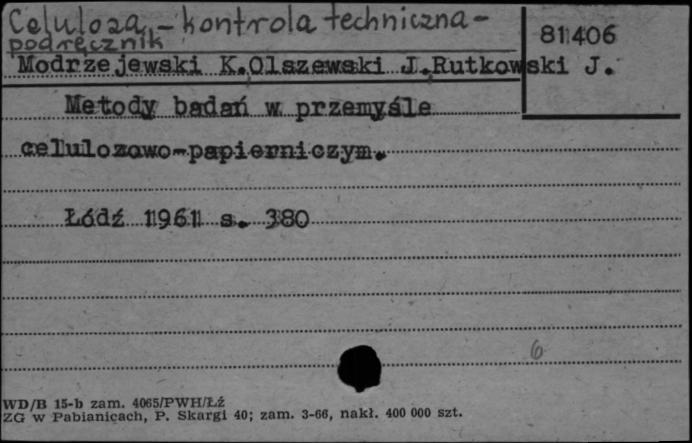 Celuloza, - kontrola techniczna -
podręcznik
81406
Modrzejewski K.Olszewski J.Rutkowski J.
Metody badań w przemyśle
celulozowo-papierniczym.
Łódź 1961 s. 380
6
WD/B 15-b zam. 4065/PWH/Łź
ZG w Pabianicach, P. Skargi 40; zam. 3-66, nakł. 400 000 szt.